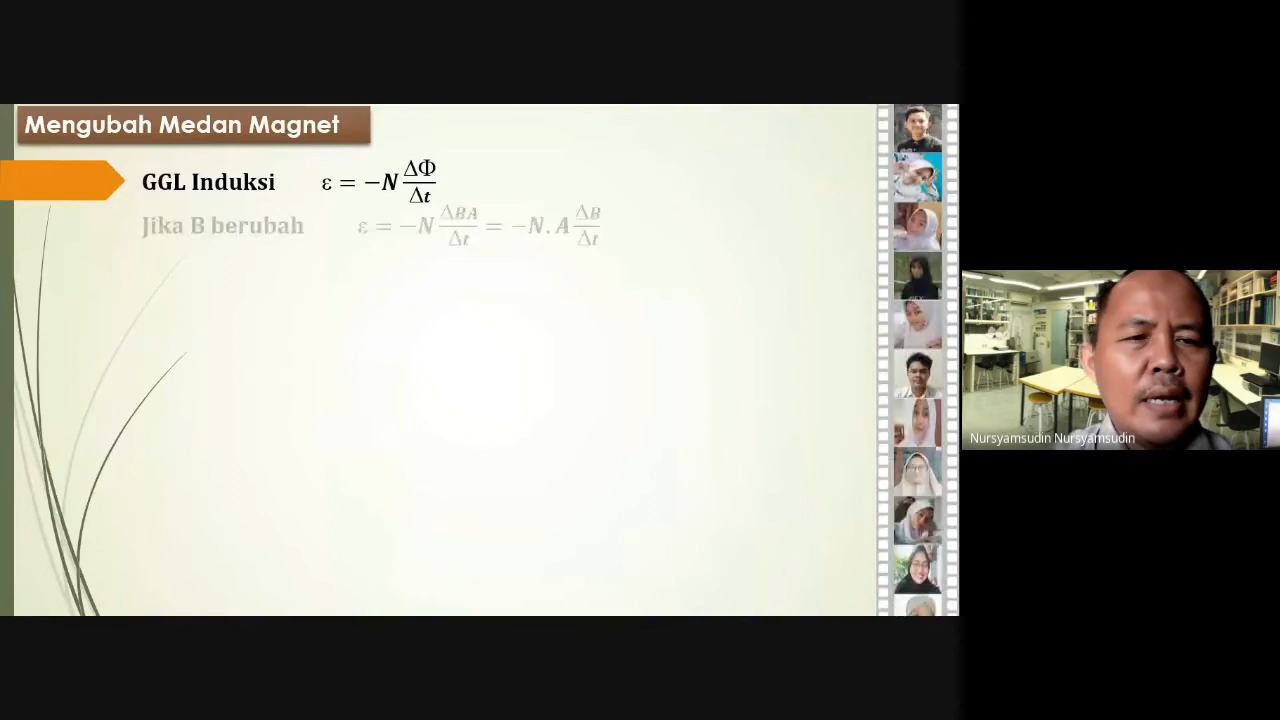 Mengubah Medan Magnet
GGL Induksi ε = −N ΔΦ/Δt
Jika B berubah ε = −N ΔBA/Δt = −N. A ΔB/Δt
Nursyamsudin Nursyamsudin